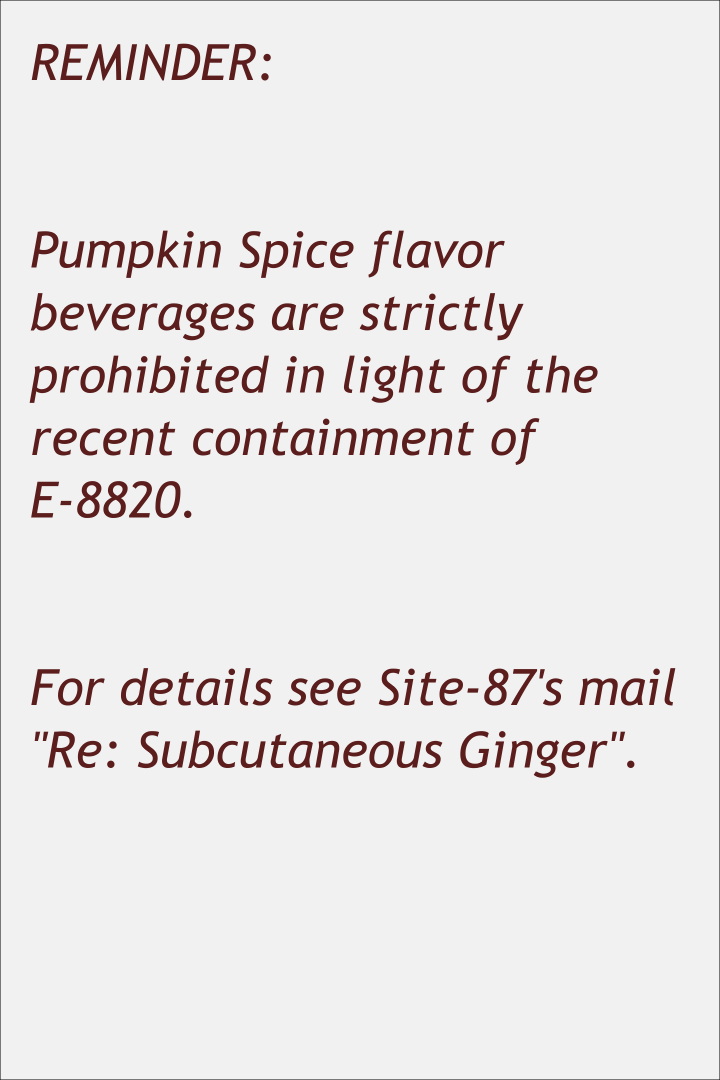 REMINDER:
Pumpkin Spice flavor
beverages are strictly
prohibited in light of the
recent containment of
E-8820.
For details see Site-87's mail
"Re: Subcutaneous Ginger".